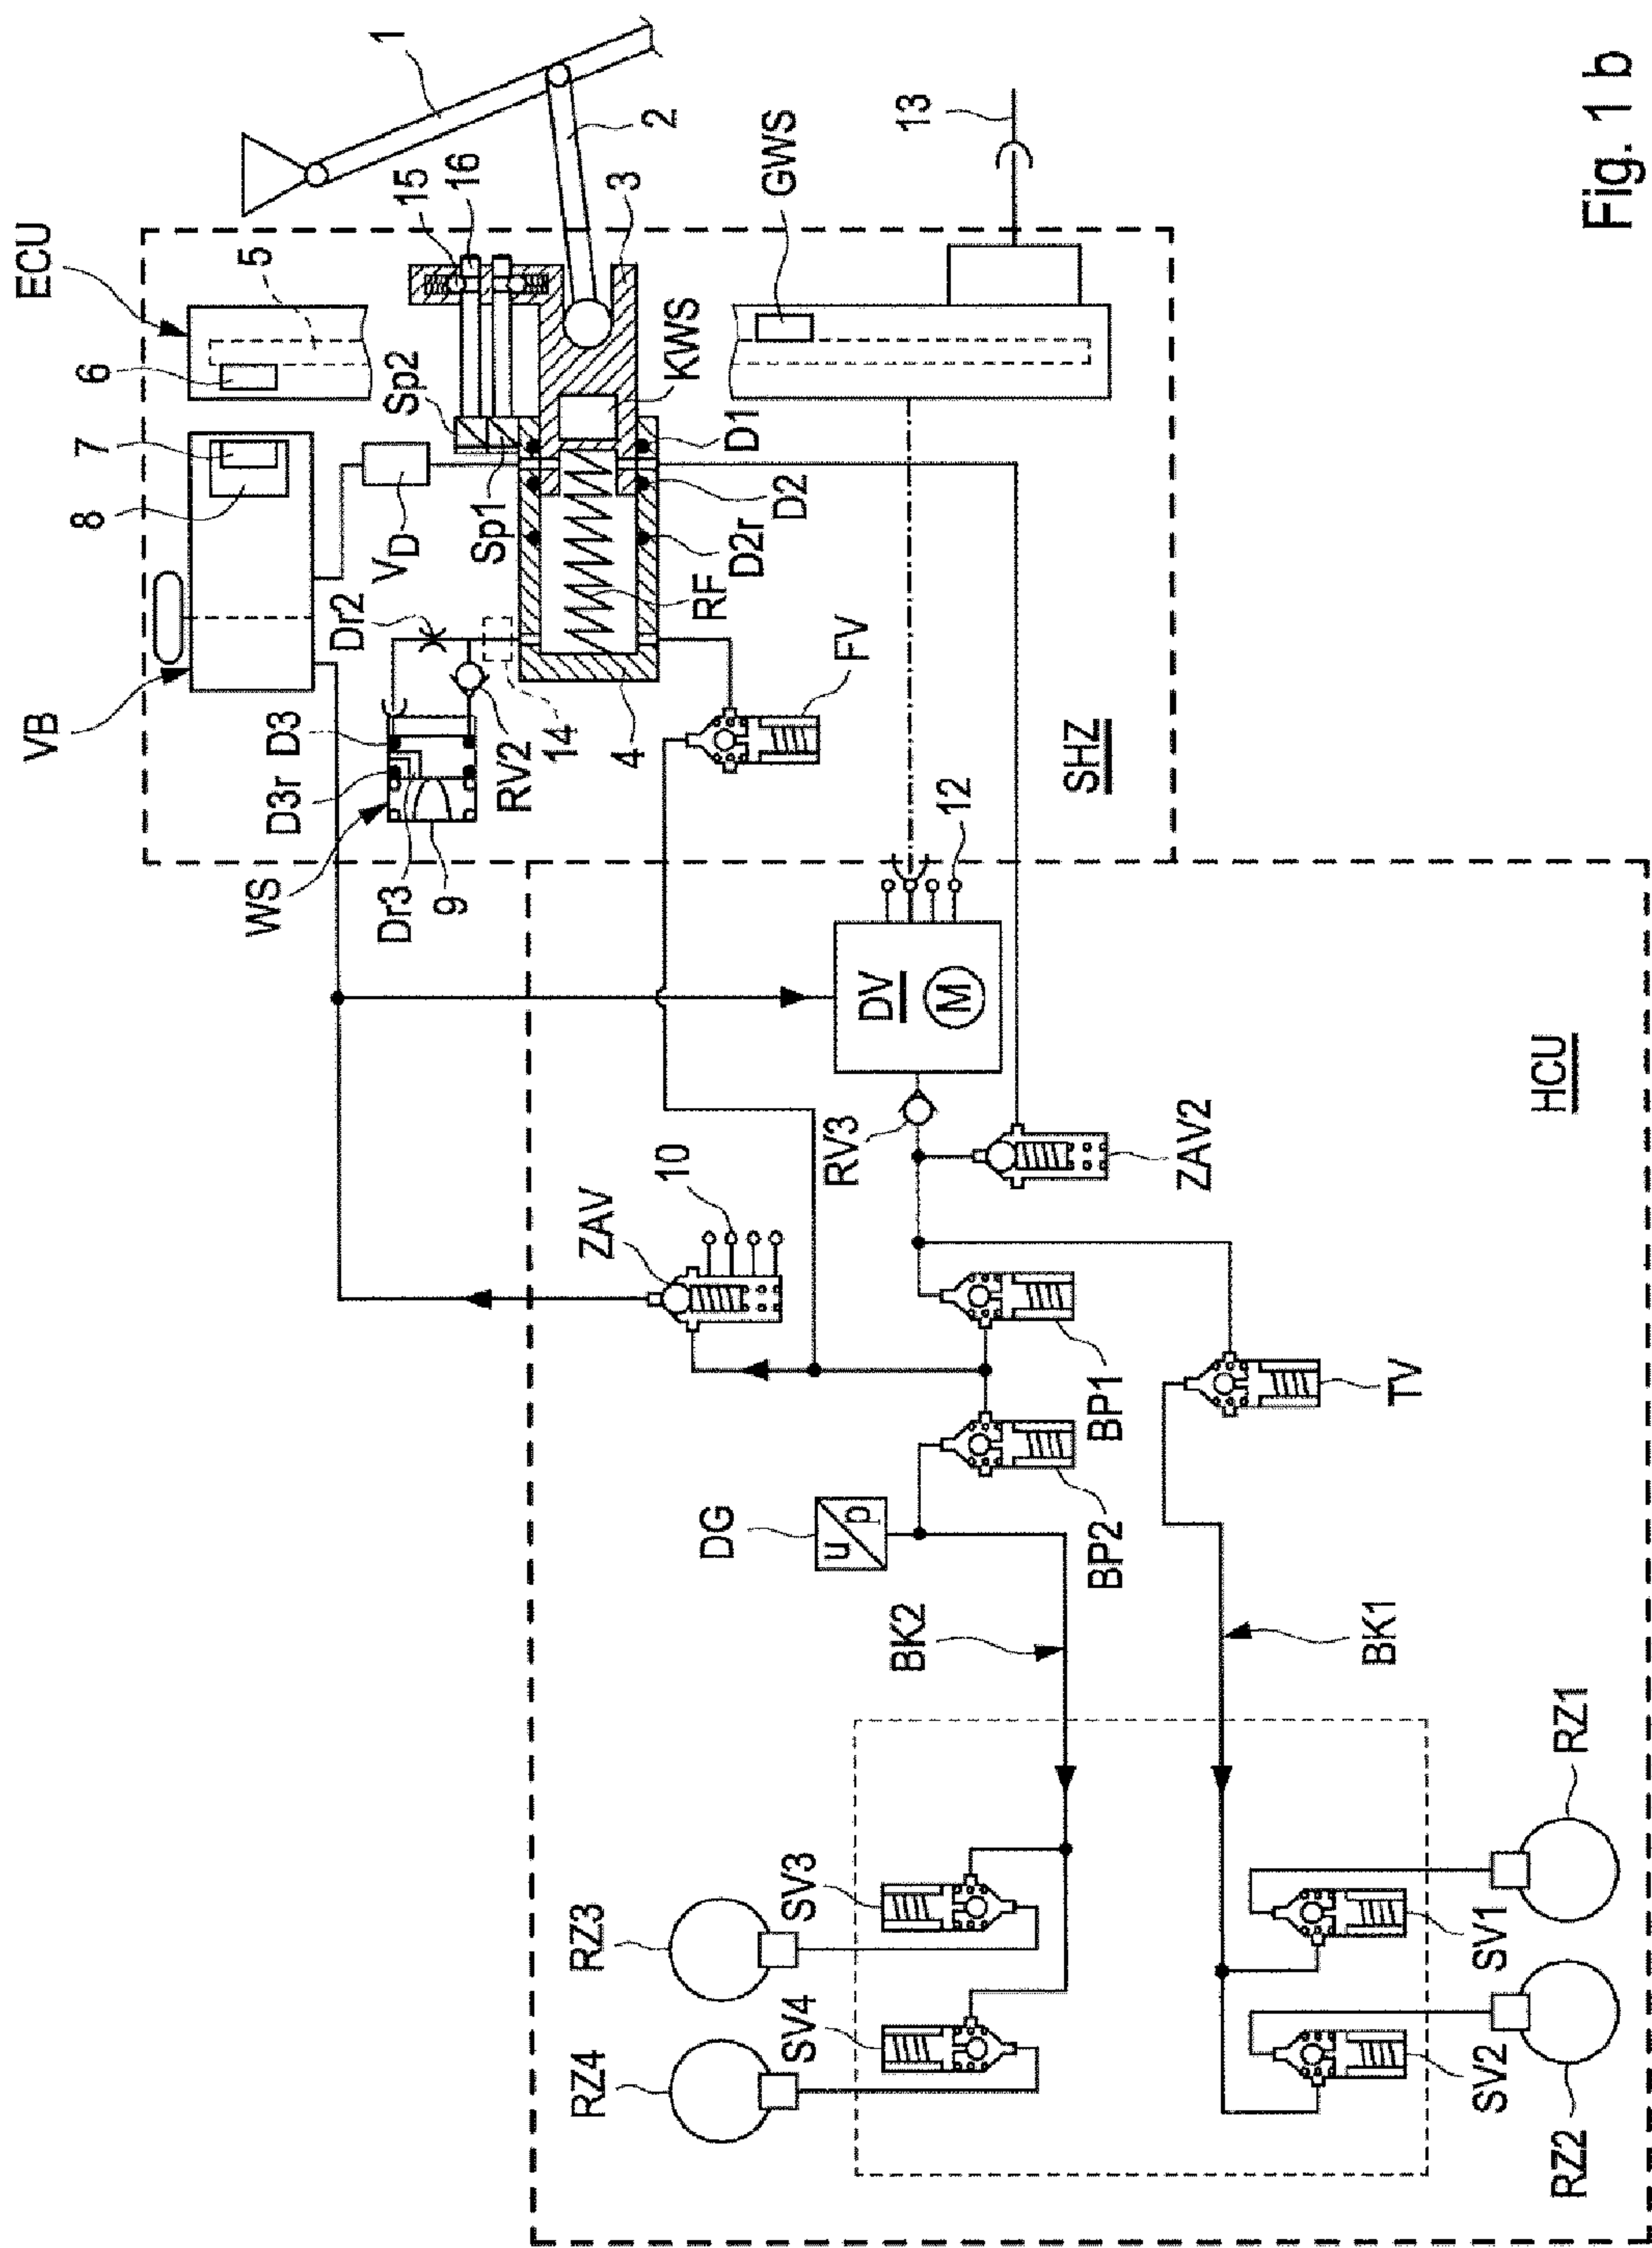 ECU
6
5
7
8
VB
1
2
15
16
3
Sp2
Sp1
VD
KWS
GWS
13
D1
D2
D2r
RF
Dr2
D3
D3r
WS
Dr3
9
RV2
14
4
FV
SHZ
12
DV
M
RV3
ZAV2
10
ZAV
HCU
BP1
BP2
TV
DG
u
p
BK2
BK1
RZ3
SV3
RZ4
SV4
SV1
RZ1
SV2
RZ2
Fig. 1 b